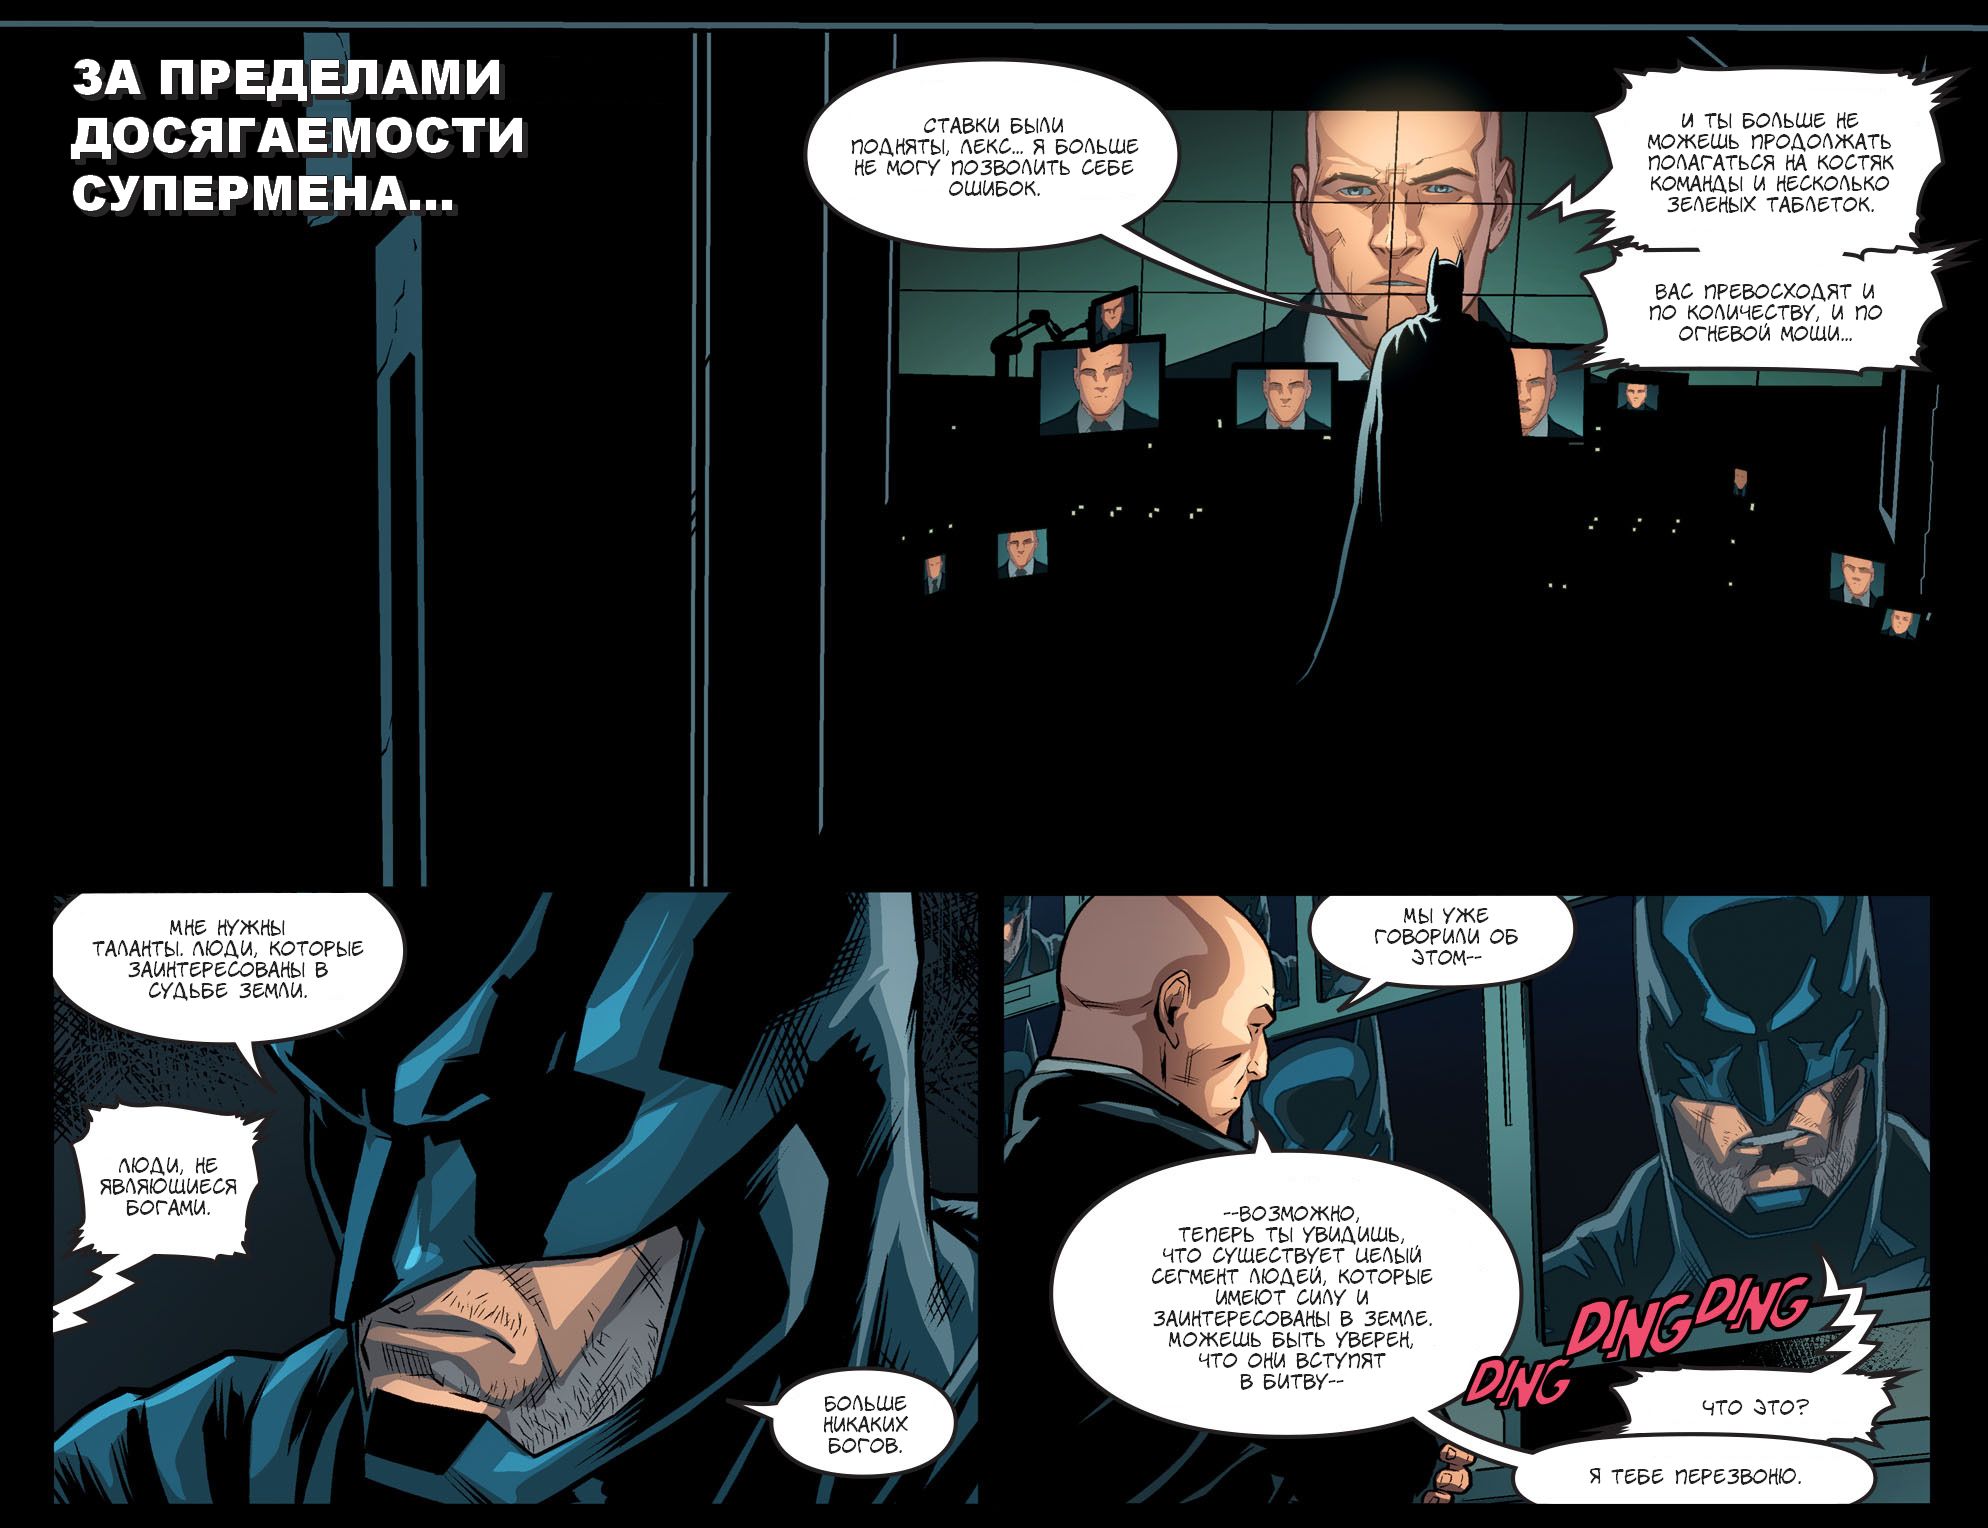 ЗА ПРЕДЕЛАМИ
ДОСЯГАЕМОСТИ
СУПЕРМЕНА...
СТАВКИ БЫЛИ
ПОДНЯТЫ, ЛЕКС... Я БОЛЬШЕ
НЕ МОГУ ПОЗВОЛИТЬ СЕБЕ
ОШИБОК.
И ТЫ БОЛЬШЕ НЕ
МОЖЕШЬ ПРОДОЛЖАТЬ
ПОЛАГАТЬСЯ НА КОСТЯК
КОМАНДЫ И НЕСКОЛЬКО
ЗЕЛЕНЫХ ТАБЛЕТОК.
ВАС ПРЕВОСХОДЯТ И
ПО КОЛИЧЕСТВУ, И ПО
ОГНЕВОЙ МОЩИ...
МНЕ НУЖНЫ
ТАЛАНТЫ. ЛЮДИ, КОТОРЫЕ
ЗАИНТЕРЕСОВАНЫ В
СУДЬБЕ ЗЕМЛИ.
ЛЮДИ, НЕ
ЯВЛЯЮЩИЕСЯ
БОГАМИ.
БОЛЬШЕ
НИКАКИХ
БОГОВ.
МЫ УЖЕ
ГОВОРИЛИ ОБ
ЭТОМ--
--ВОЗМОЖНО,
ТЕПЕРЬ ТЫ УВИДИШЬ,
ЧТО СУЩЕСТВУЕТ ЦЕЛЫЙ
СЕГМЕНТ ЛЮДЕЙ, КОТОРЫЕ
ИМЕЮТ СИЛУ И
ЗАИНТЕРЕСОВАНЫ В ЗЕМЛЕ.
МОЖЕШЬ БЫТЬ УВЕРЕН,
ЧТО ОНИ ВСТУПЯТ
В БИТВУ--
DING DING DING
ЧТО ЭТО?
Я ТЕБЕ ПЕРЕЗВОНЮ.